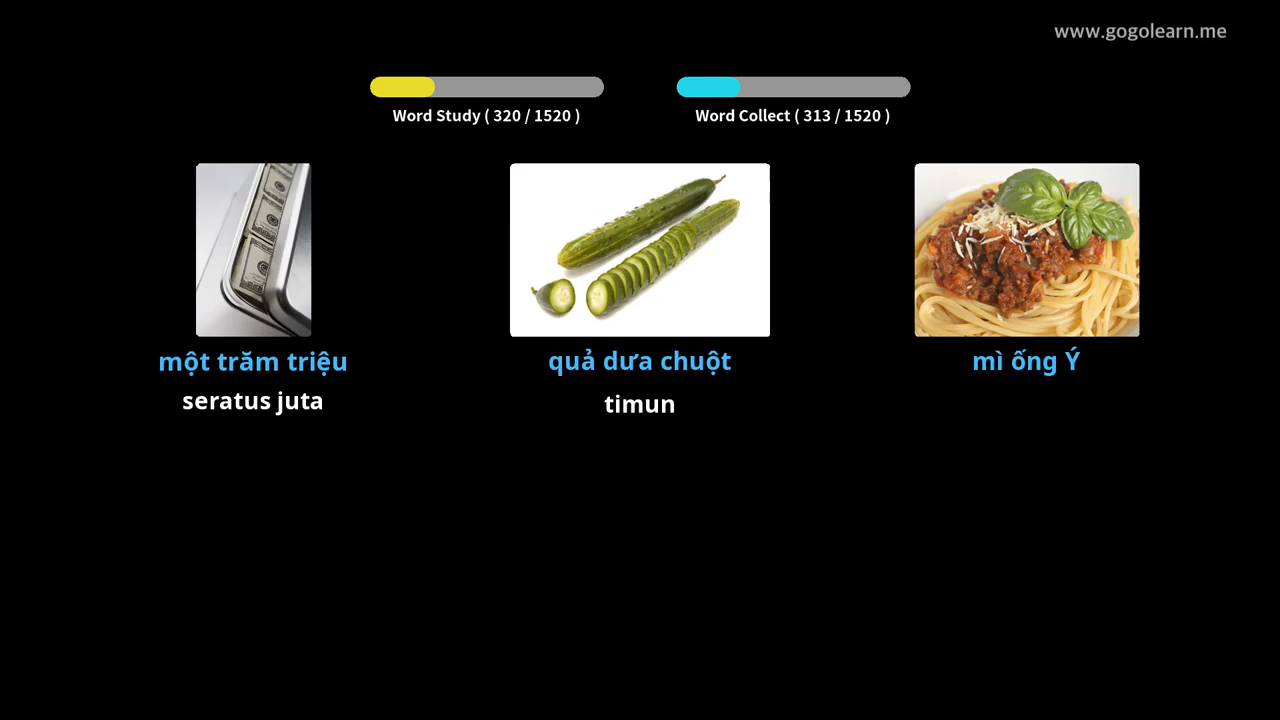 www.gogolearn.me
Word Study ( 320 / 1520 )
Word Collect ( 313 / 1520 )
một trăm triệu
seratus juta
quả dưa chuột
timun
mì ống Ý